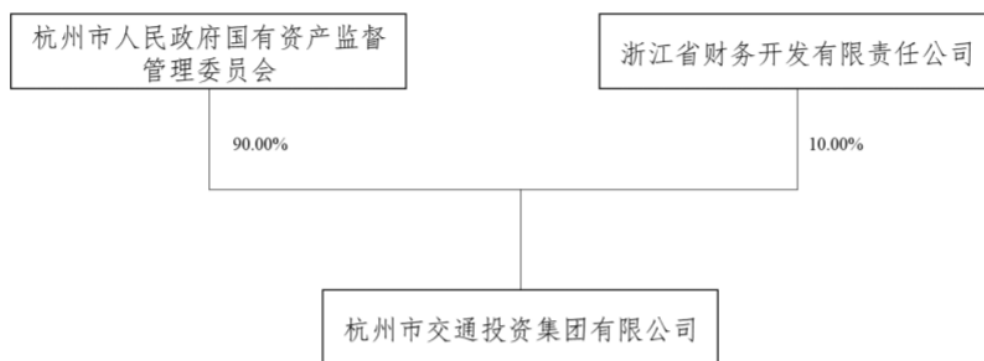 杭州市人民政府国有资产监督
管理委员会
浙江省财务开发有限责任公司
90.00%
10.00%
杭州市交通投资集团有限公司